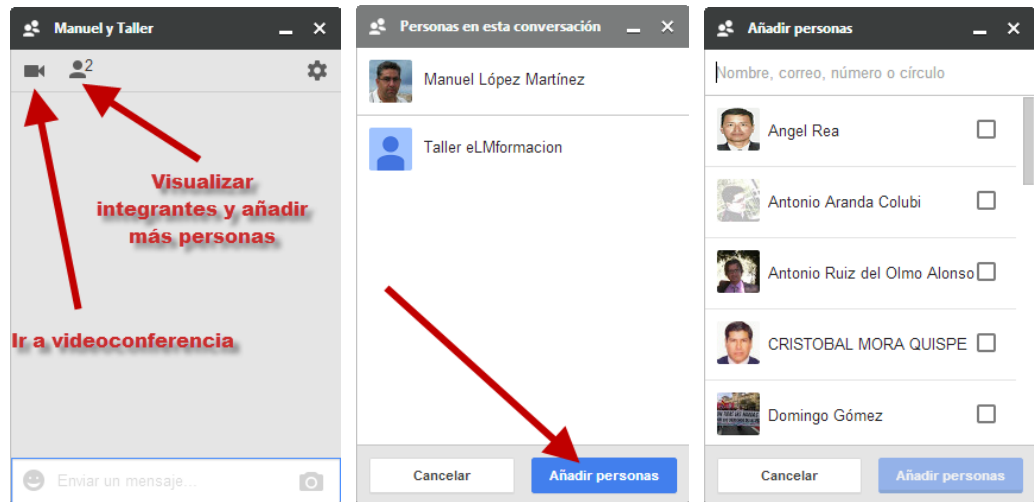 Manuel y Taller
2
Visualizar
integrantes y añadir
más personas
Ir a videoconferencia
Enviar un mensaje...
Personas en esta conversación
Manuel López Martínez
Taller eLMformacion
Cancelar
Añadir personas
Añadir personas
Nombre, correo, número o círculo
Angel Rea
Antonio Aranda Colubi
Antonio Ruiz del Olmo Alonso
CRISTOBAL MORA QUISPE
Domingo Gómez
Cancelar
Añadir personas